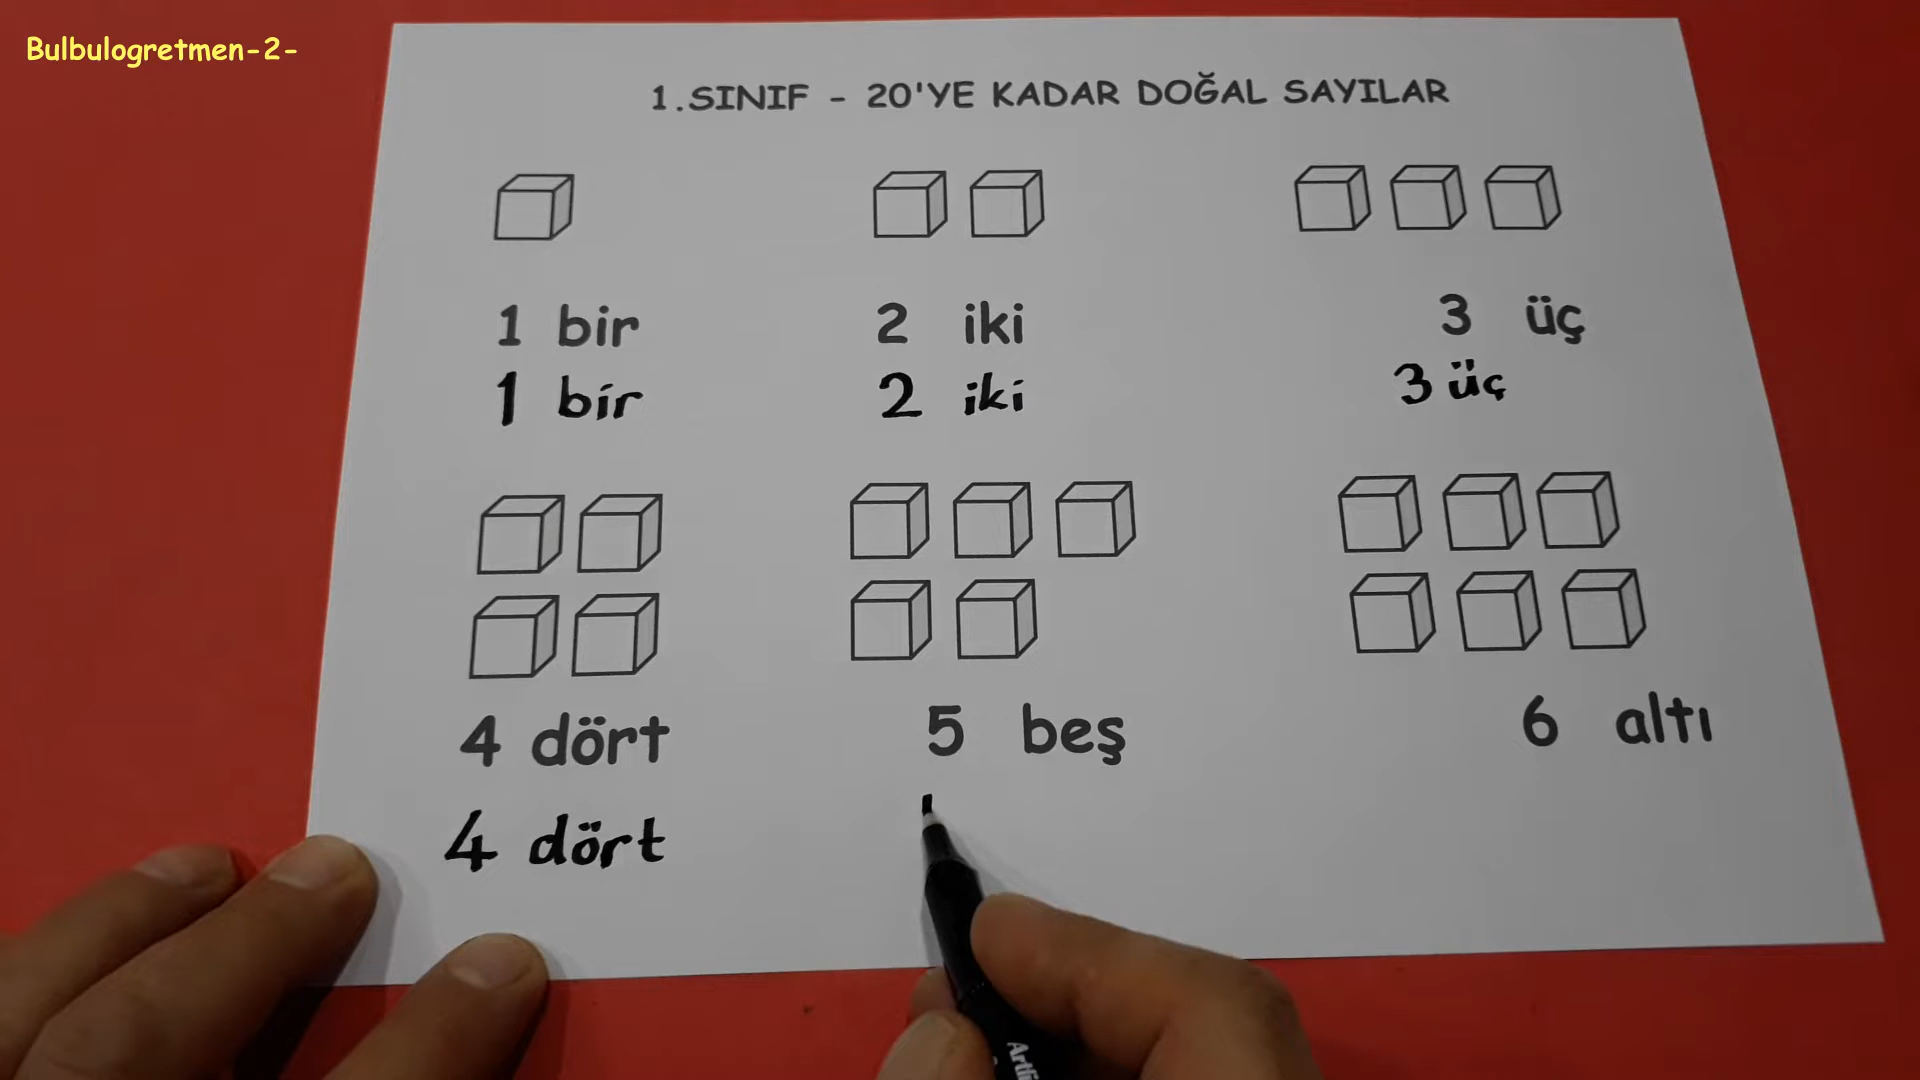 Bulbulogretmen-2-
1.SINIF - 20'YE KADAR DOĞAL SAYILAR
1 bir
2 iki
3 üç
1 bir
2 iki
3 üç
4 dört
5 beş
6 altı
4 dört